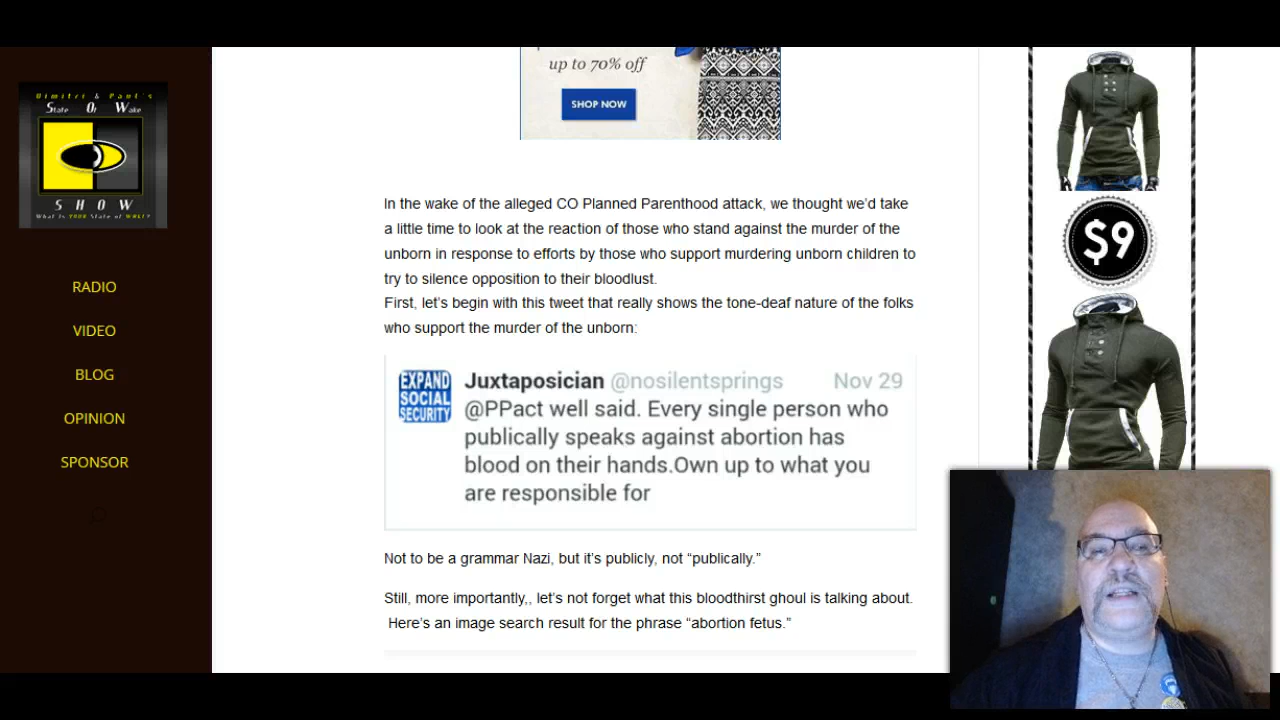 Dimitri & Paul's
State Of Wake
SHOW
What Is YOUR State of WAKE?
RADIO
VIDEO
BLOG
OPINION
SPONSOR
up to 70% off
SHOP NOW
In the wake of the alleged CO Planned Parenthood attack, we thought we'd take
a little time to look at the reaction of those who stand against the murder of the
unborn in response to efforts by those who support murdering unborn children to
try to silence opposition to their bloodlust.
First, let's begin with this tweet that really shows the tone-deaf nature of the folks
who support the murder of the unborn:
EXPAND
SOCIAL
SECURITY
Juxtaposician @nosilentsprings Nov 29
@PPact well said. Every single person who
publically speaks against abortion has
blood on their hands.Own up to what you
are responsible for
Not to be a grammar Nazi, but it's publicly, not "publically."
Still, more importantly,, let's not forget what this bloodthirst ghoul is talking about.
Here's an image search result for the phrase "abortion fetus."
$9